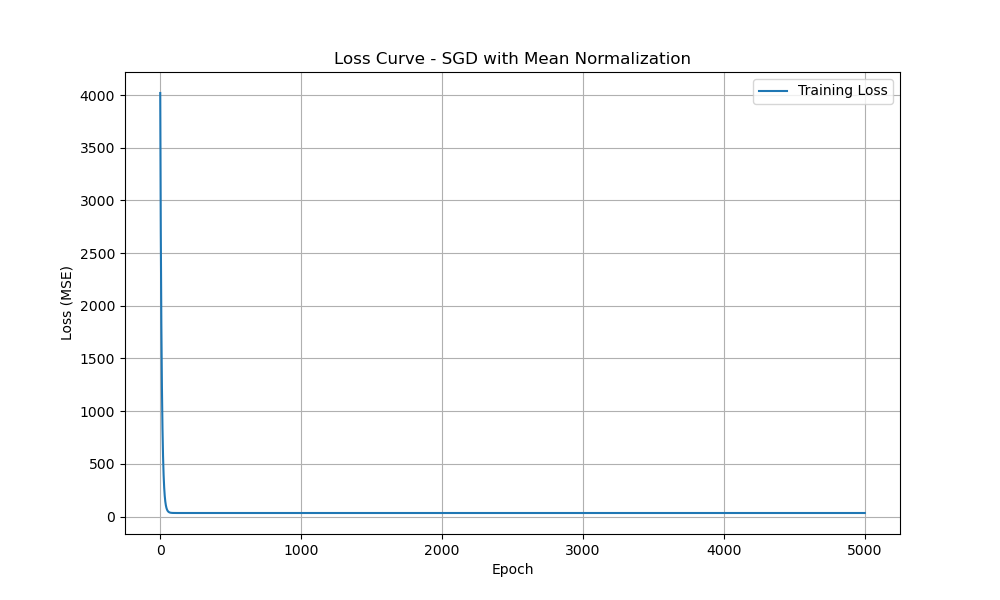 Loss Curve - SGD with Mean Normalization
Training Loss
4000
3500
3000
2500
2000
1500
1000
500
0
Loss (MSE)
0 1000 2000 3000 4000 5000
Epoch